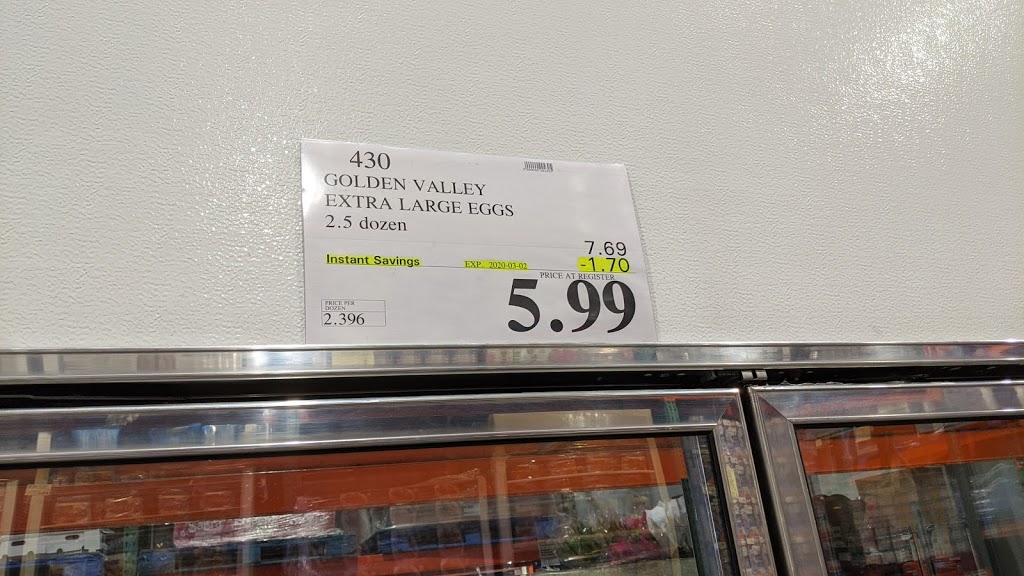 430
GOLDEN VALLEY
EXTRA LARGE EGGS
2.5 dozen
7.69
Instant Savings EXP. 2020-03-02 -1.70
PRICE AT REGISTER
5.99
PRICE PER
DOZEN
2.396